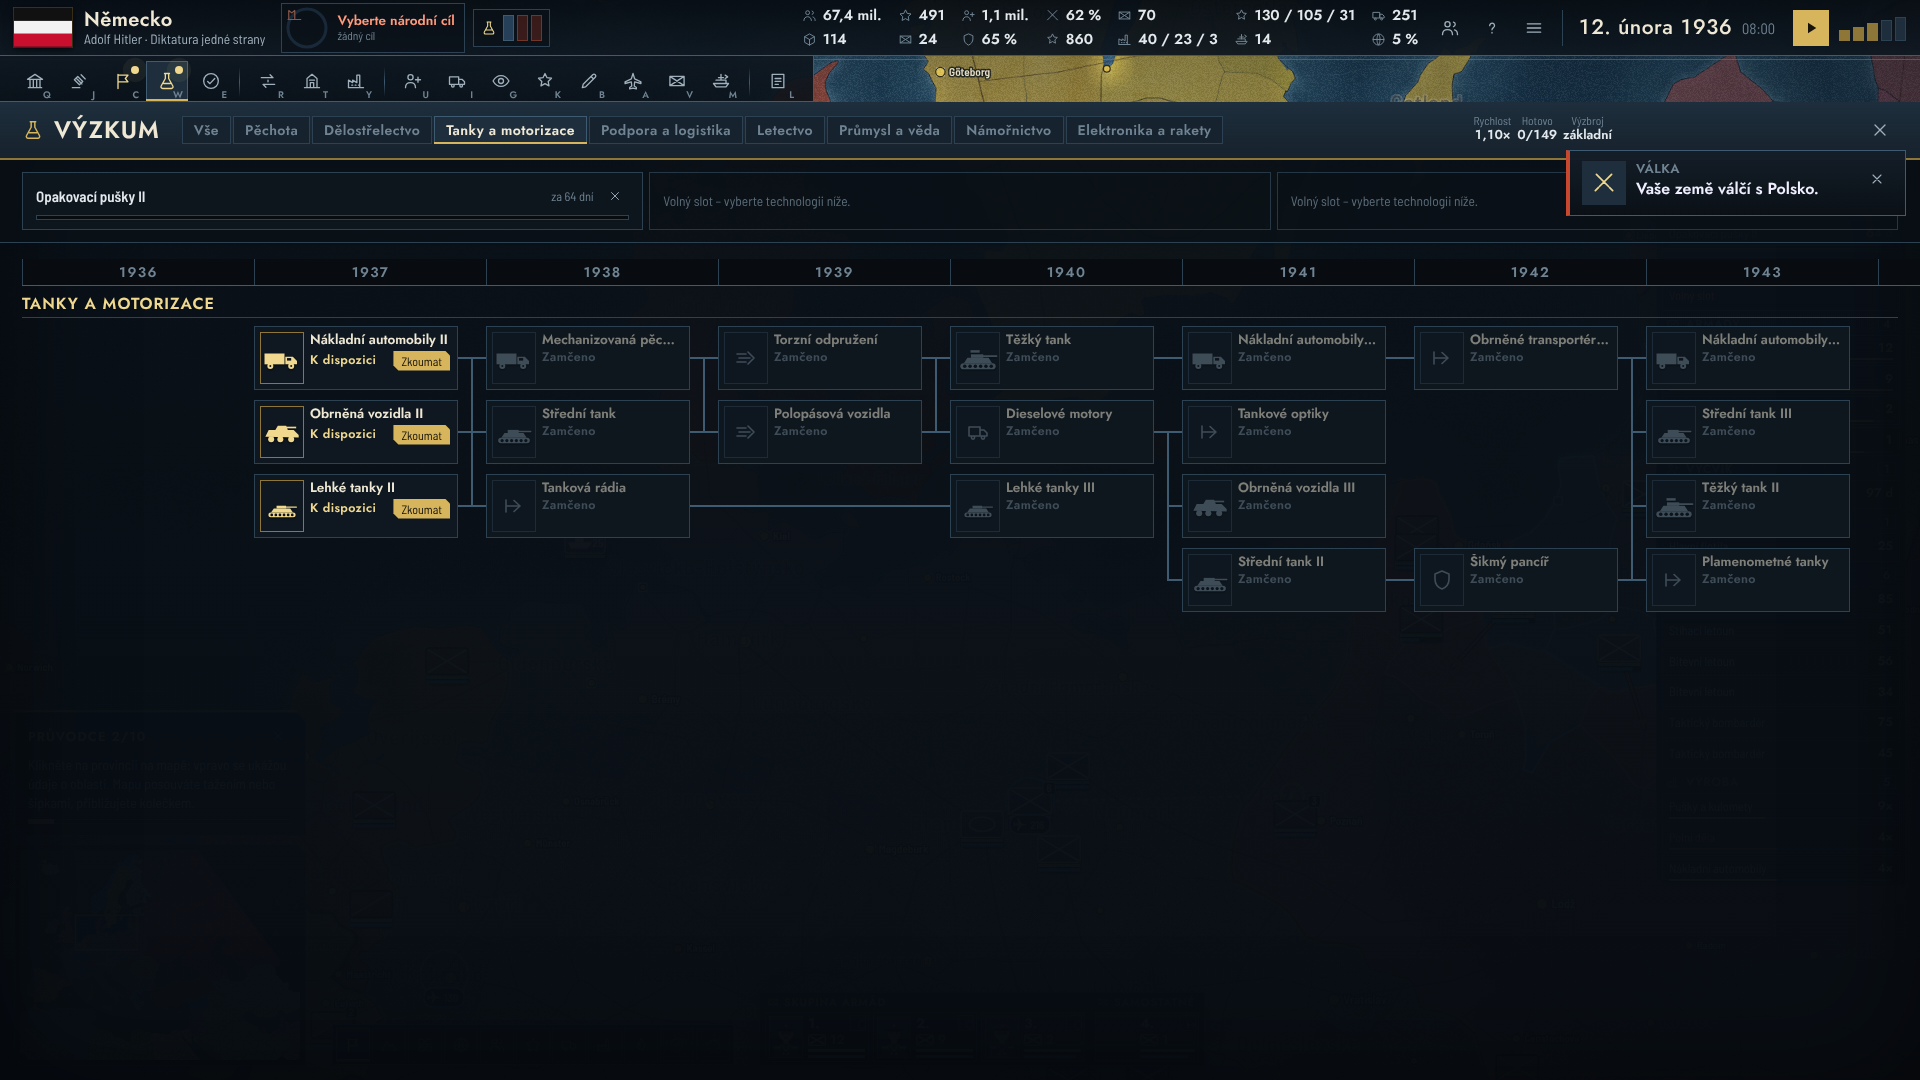 Německo
Adolf Hitler · Diktatura jedné strany
Vyberte národní cíl
žádný cíl
67,4 mil.
491
1,1 mil.
62 %
70
130 / 105 / 31
251
114
24
65 %
860
40 / 23 / 3
14
5 %
?
12. února 1936
08:00
Q
J
C
W
E
R
T
Y
U
I
G
K
B
A
V
M
L
Göteborg
VÝZKUM
Vše
Pěchota
Dělostřelectvo
Tanky a motorizace
Podpora a logistika
Letectvo
Průmysl a věda
Námořnictvo
Elektronika a rakety
Rychlost
1,10×
Hotovo
0/149
Výzbroj
základní
VÁLKA
Vaše země válčí s Polsko.
Opakovací pušky II
za 64 dní
Volný slot – vyberte technologii níže.
Volný slot – vyberte technologii níže.
1936
1937
1938
1939
1940
1941
1942
1943
TANKY A MOTORIZACE
Nákladní automobily II
K dispozici
Zkoumat
Mechanizovaná pěc...
Zamčeno
Torzní odpružení
Zamčeno
Těžký tank
Zamčeno
Nákladní automobily...
Zamčeno
Obrněné transportér...
Zamčeno
Nákladní automobily...
Zamčeno
Obrněná vozidla II
K dispozici
Zkoumat
Střední tank
Zamčeno
Polopásová vozidla
Zamčeno
Dieselové motory
Zamčeno
Tankové optiky
Zamčeno
Střední tank III
Zamčeno
Lehké tanky II
K dispozici
Zkoumat
Tanková rádia
Zamčeno
Lehké tanky III
Zamčeno
Obrněná vozidla III
Zamčeno
Těžký tank II
Zamčeno
Střední tank II
Zamčeno
Šikmý pancíř
Zamčeno
Plamenometné tanky
Zamčeno